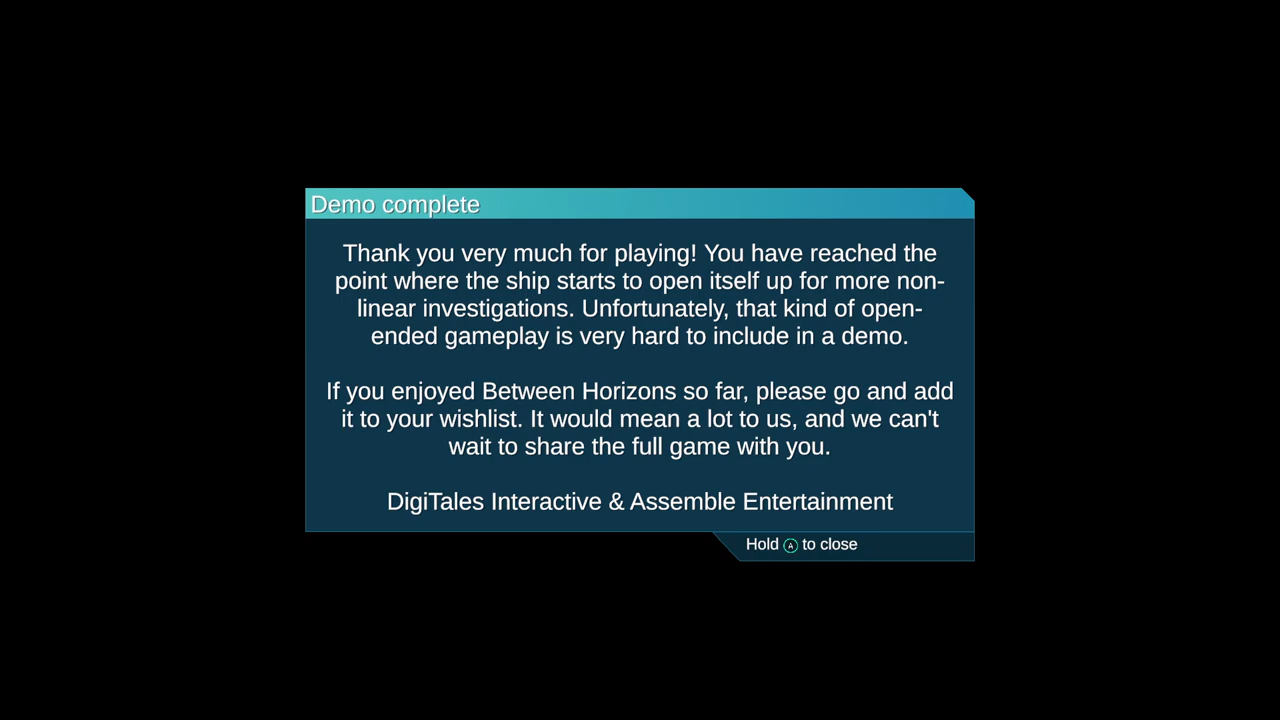 Demo complete
Thank you very much for playing! You have reached the
point where the ship starts to open itself up for more non-
linear investigations. Unfortunately, that kind of open-
ended gameplay is very hard to include in a demo.
If you enjoyed Between Horizons so far, please go and add
it to your wishlist. It would mean a lot to us, and we can't
wait to share the full game with you.
DigiTales Interactive & Assemble Entertainment
Hold A to close